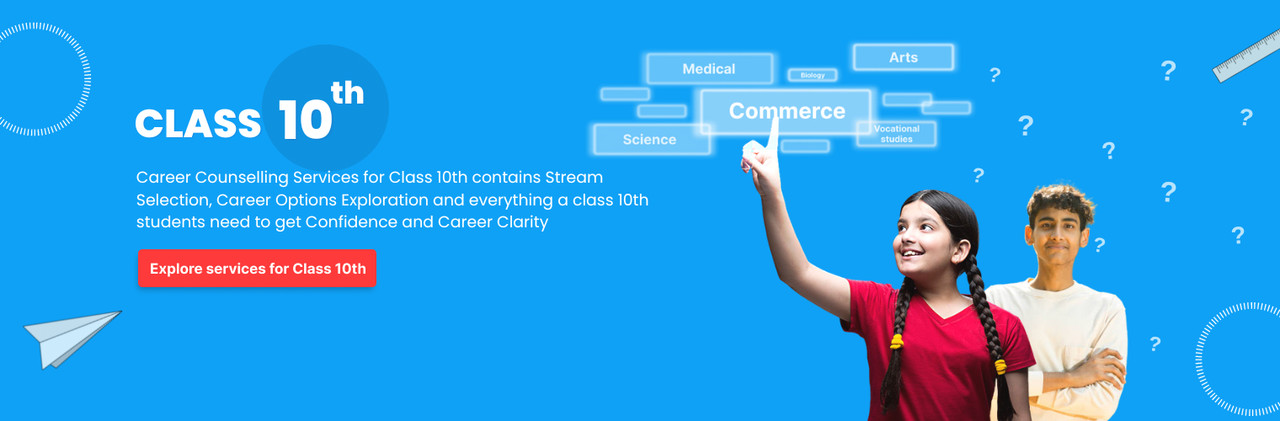 CLASS 10th
Career Counselling Services for Class 10th contains Stream
Selection, Career Options Exploration and everything a class 10th
students need to get Confidence and Career Clarity
Explore services for Class 10th
Medical
Biology
Arts
Commerce
Science
Vocational
studies
?
?
?
?
?
?
?
?
?
?